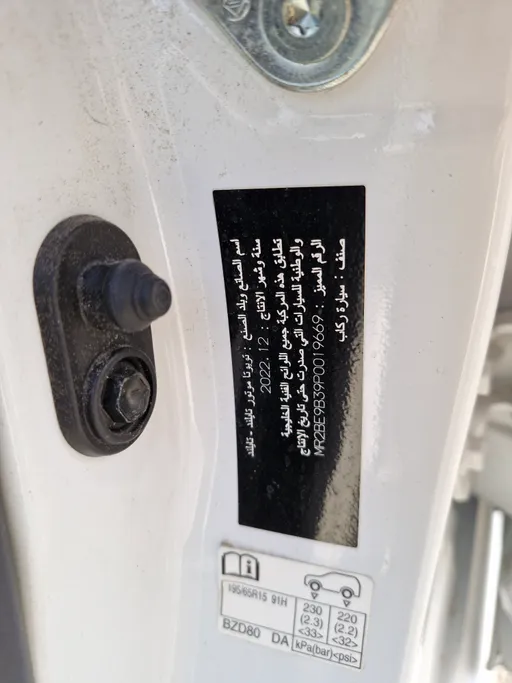 اسم الصانع وبلد الصنع : تويوتا موتور تايلند - تايلند
سنة وشهر الانتاج : 2022.12
تطابق هذه المركبة جميع اللوائح الفنية الخليجية
والوطنية للسيارات التي صدرت حتى تاريخ الإنتاج
الرقم المميز : MR2BE9B39P0019669.
صنف : سيارة ركاب
195/65R15 91H
230 220
(2.3) (2.2)
<33> <32>
BZD80 DA kPa(bar)<psi>